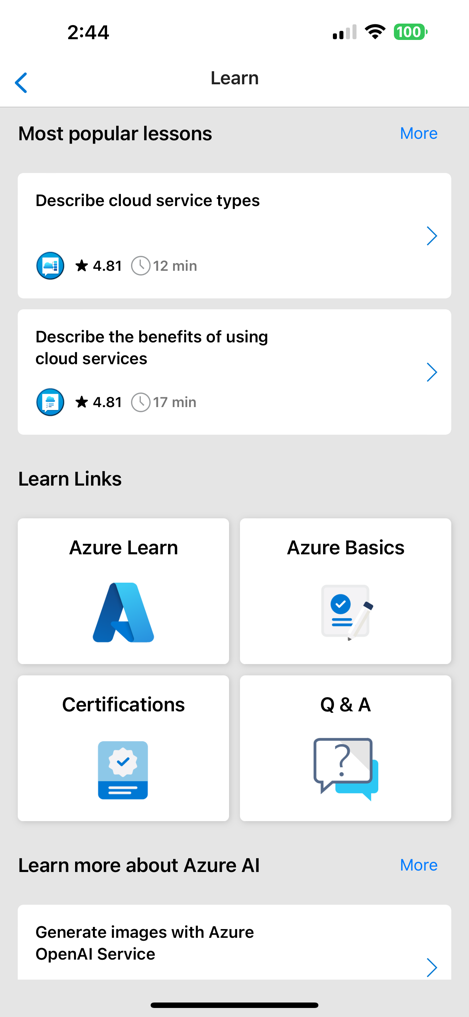 2:44
100
Learn
Most popular lessons
More
Describe cloud service types
4.81
12 min
Describe the benefits of using
cloud services
4.81
17 min
Learn Links
Azure Learn
Azure Basics
Certifications
Q & A
?
Learn more about Azure AI
More
Generate images with Azure
OpenAI Service